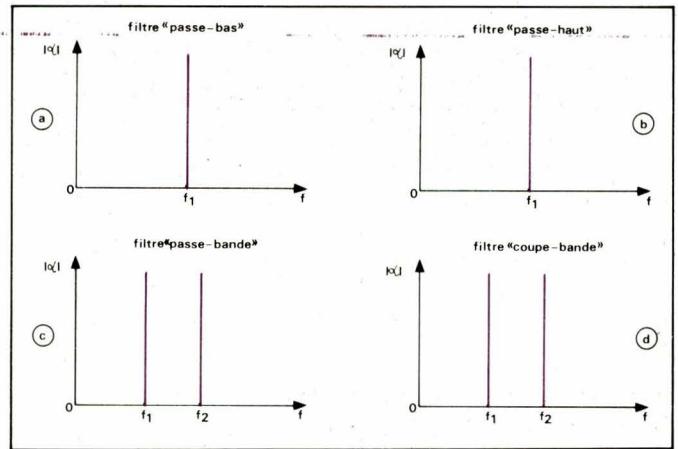 filtre «passe-bas»
|α|
a
0
f1
f
filtre «passe-haut»
|α|
b
0
f1
f
filtre «passe-bande»
|α|
c
0
f1
f2
f
filtre «coupe-bande»
|α|
d
0
f1
f2
f